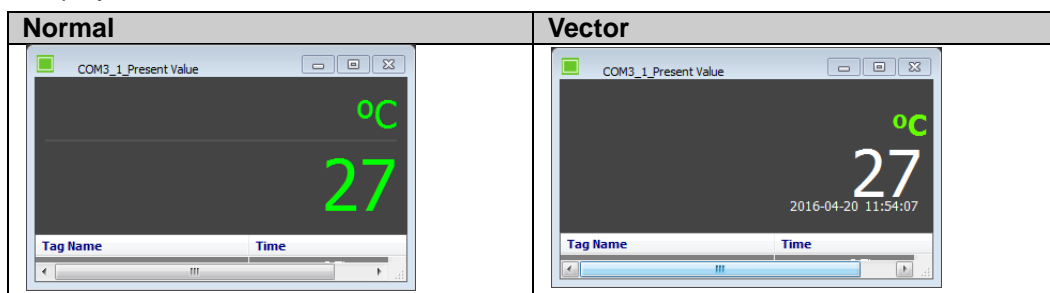 Normal
Vector
COM3_1_Present Value
ºC
27
Tag Name Time
COM3_1_Present Value
ºC
27
2016-04-20 11:54:07
Tag Name Time